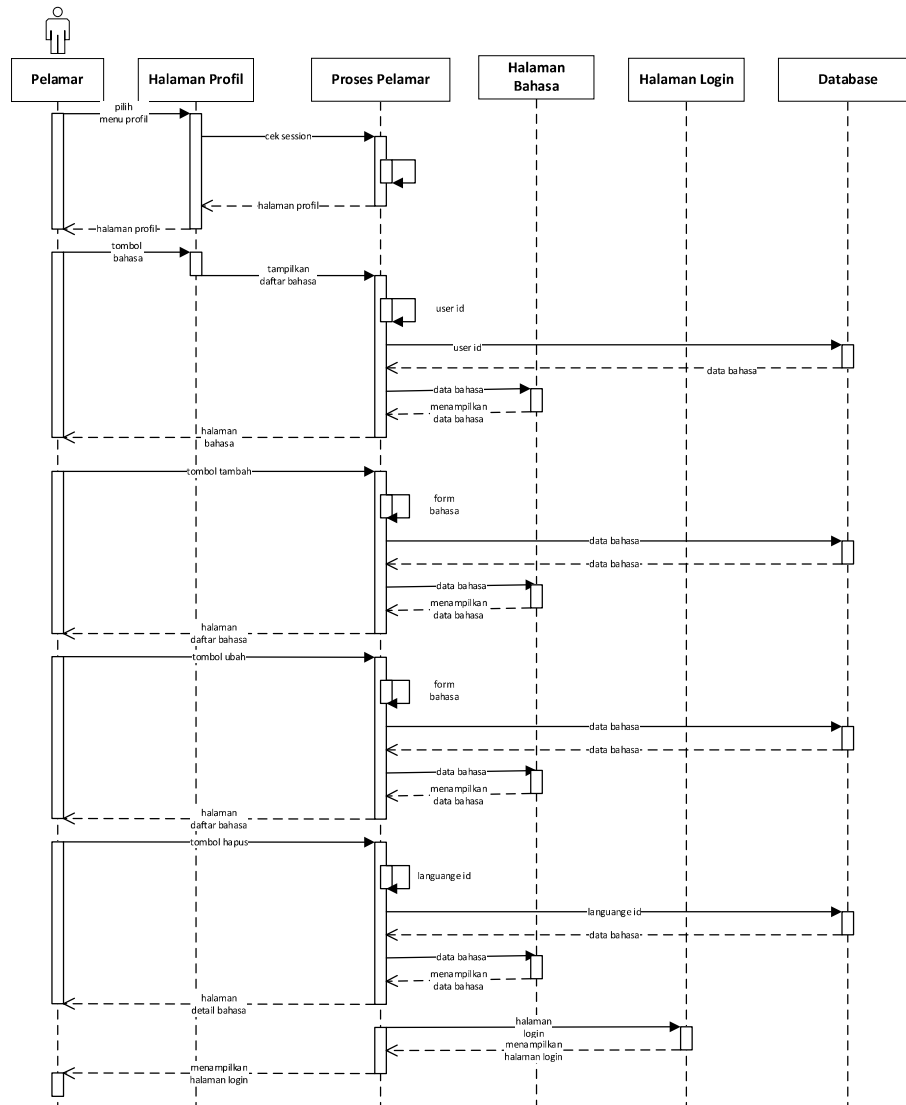 Pelamar
Halaman Profil
Proses Pelamar
Halaman
Bahasa
Halaman Login
Database
pilih
menu profil
cek session
halaman profil
halaman profil
tombol
bahasa
tampilkan
daftar bahasa
user id
user id
data bahasa
data bahasa
menampilkan
data bahasa
halaman
bahasa
tombol tambah
form
bahasa
data bahasa
data bahasa
data bahasa
menampilkan
data bahasa
halaman
daftar bahasa
tombol ubah
form
bahasa
data bahasa
data bahasa
data bahasa
menampilkan
data bahasa
halaman
daftar bahasa
tombol hapus
languange id
languange id
data bahasa
data bahasa
menampilkan
data bahasa
halaman
detail bahasa
halaman
login
menampilkan
halaman login
menampilkan
halaman login